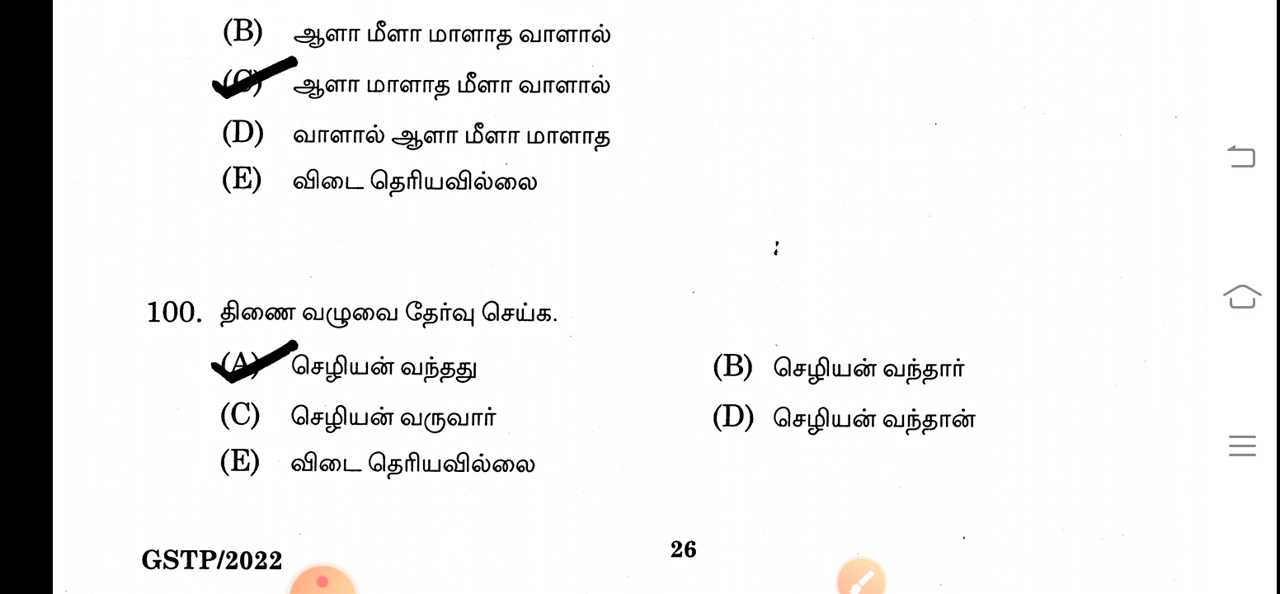 (B) ஆளா மீளா மாளாத வாளால்
(C) ஆளா மாளாத மீளா வாளால்
(D) வாளால் ஆளா மீளா மாளாத
(E) விடை தெரியவில்லை
100. திணை வழுவை தேர்வு செய்க.
(A) செழியன் வந்தது
(B) செழியன் வந்தார்
(C) செழியன் வருவார்
(D) செழியன் வந்தான்
(E) விடை தெரியவில்லை
GSTP/2022
26